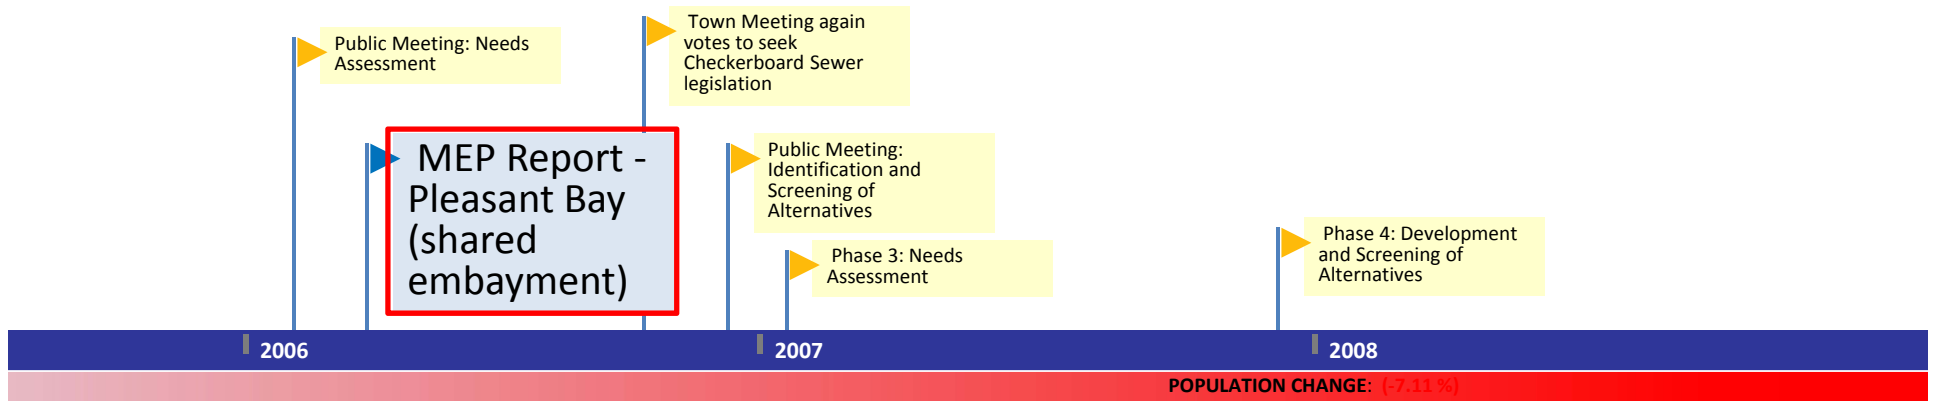 Public Meeting: Needs
Assessment
Town Meeting again
votes to seek
Checkerboard Sewer
legislation
MEP Report -
Pleasant Bay
(shared
embayment)
Public Meeting:
Identification and
Screening of
Alternatives
Phase 3: Needs
Assessment
Phase 4: Development
and Screening of
Alternatives
2006
2007
2008
POPULATION CHANGE: (-7.11 %)